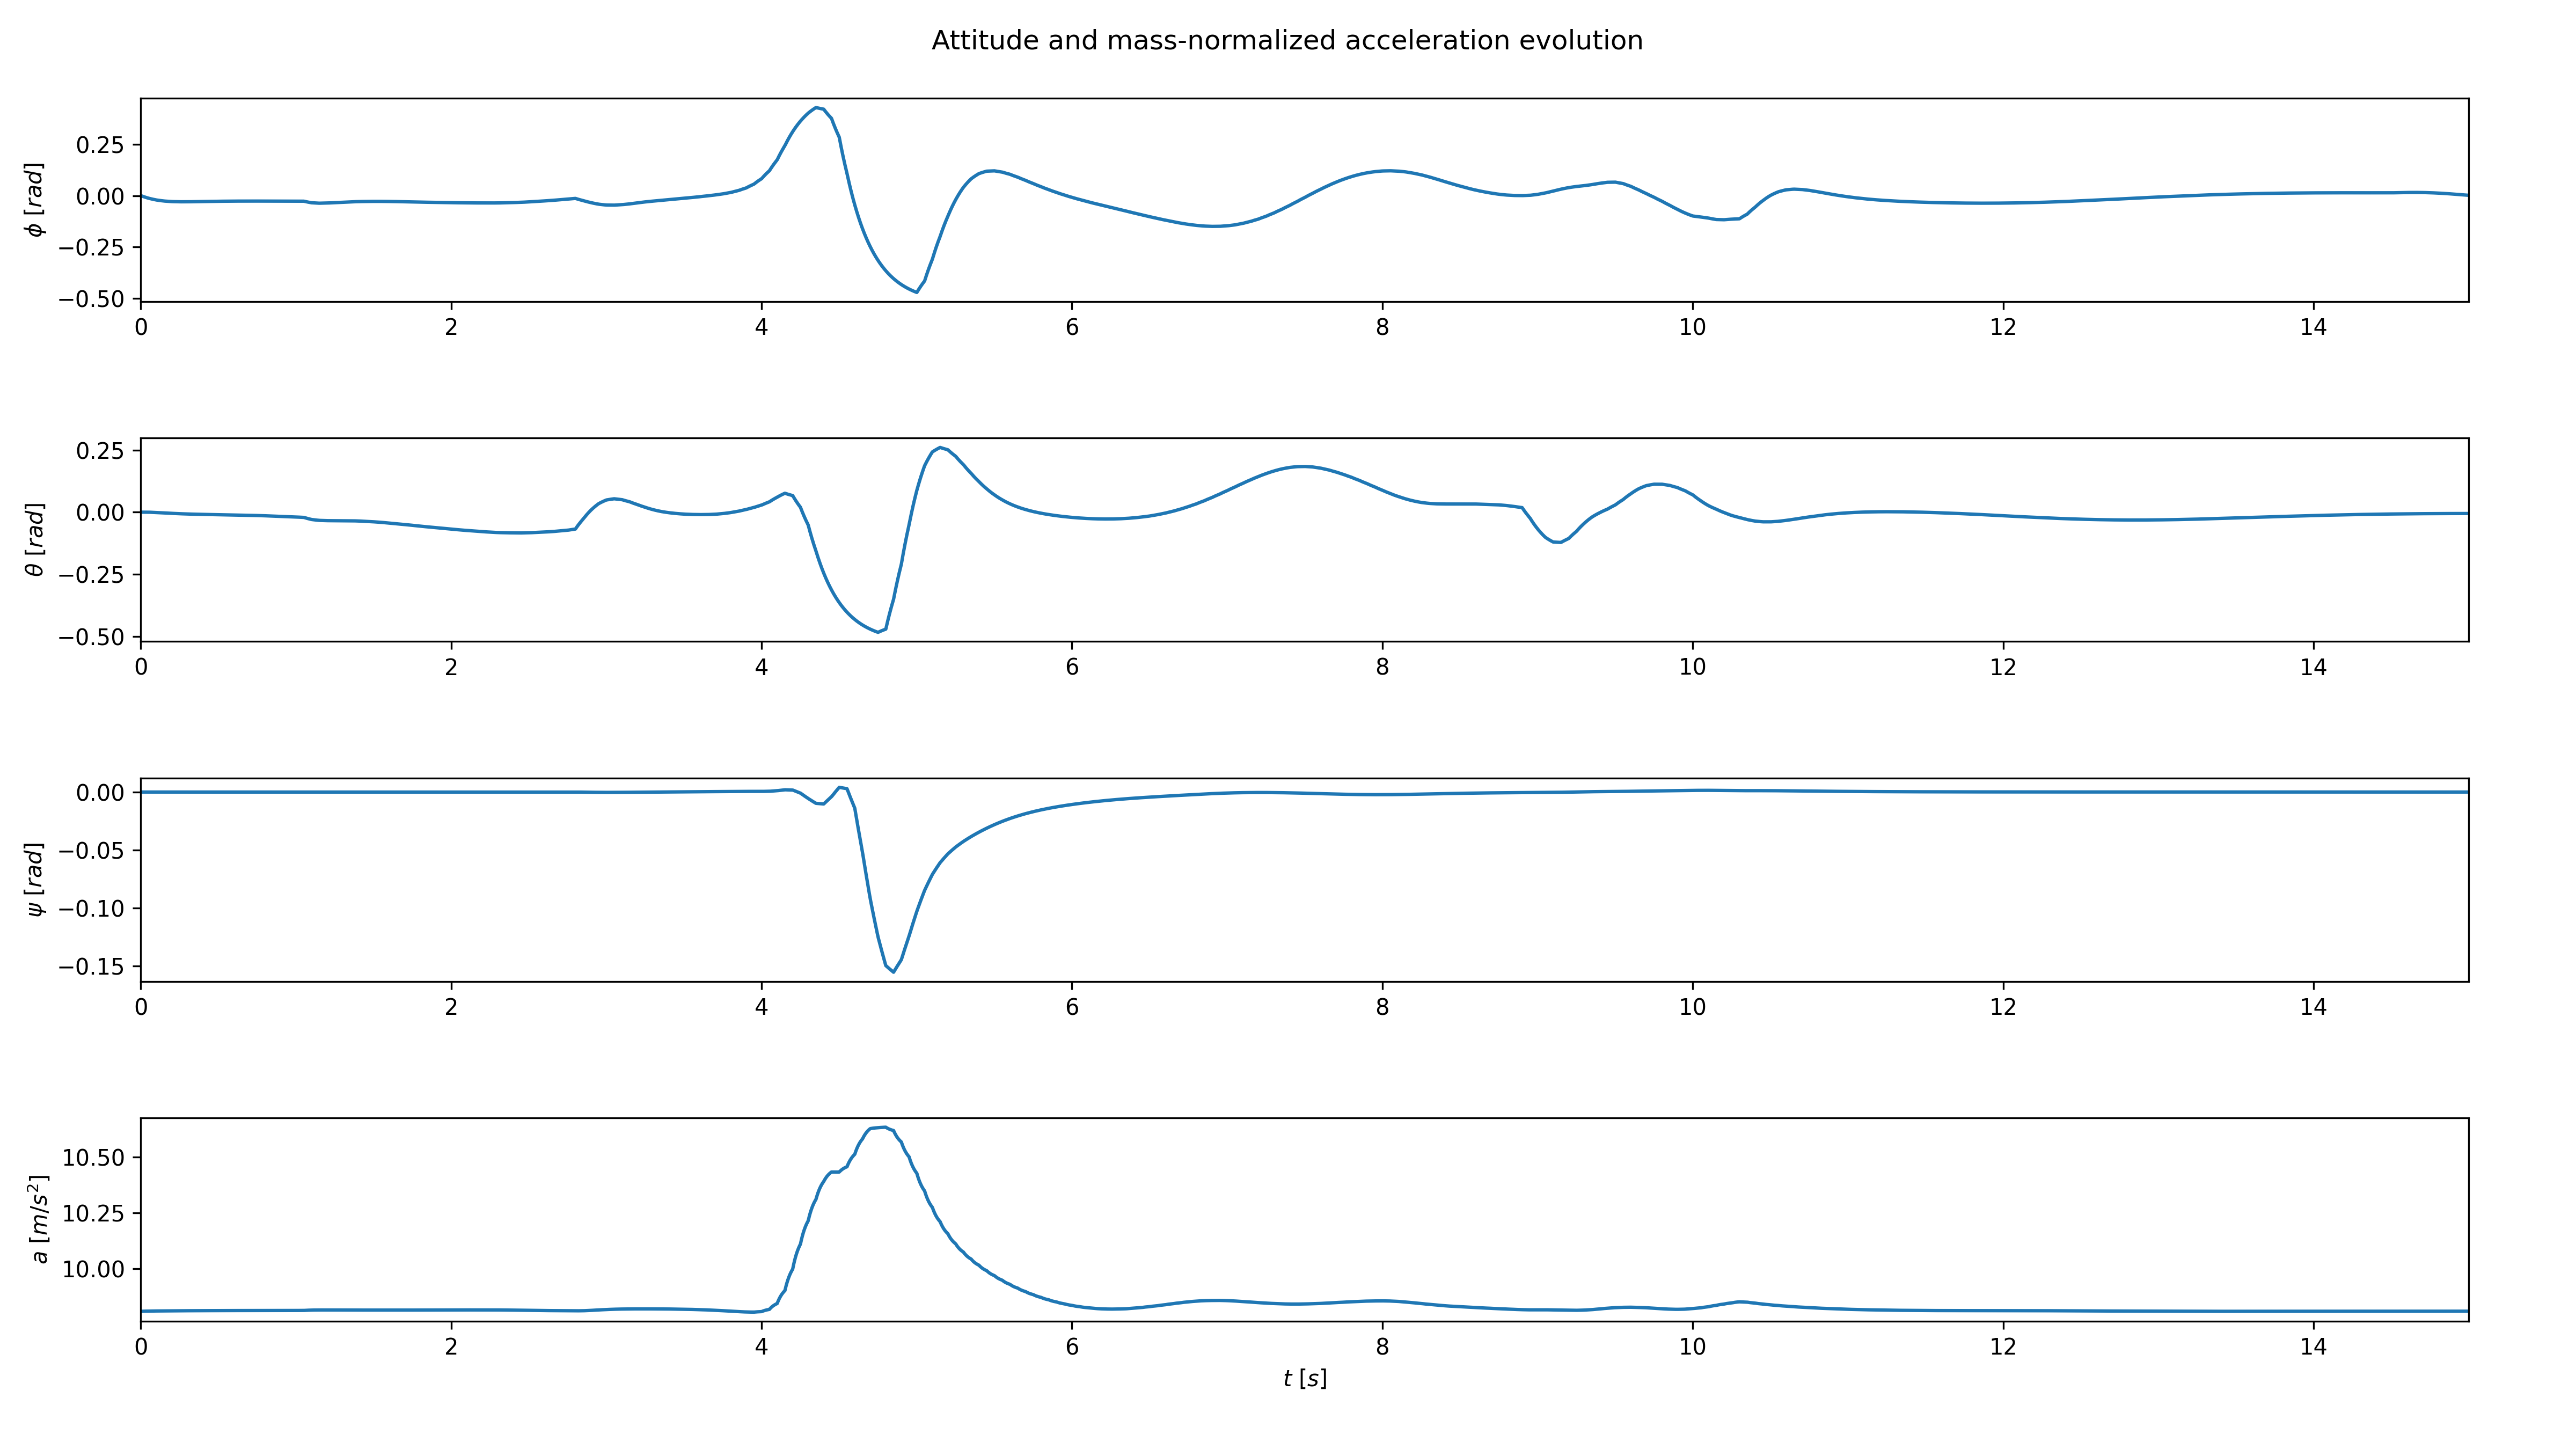 Attitude and mass-normalized acceleration evolution
ϕ [rad]
0.25
0.00
−0.25
−0.50
0 2 4 6 8 10 12 14
θ [rad]
0.25
0.00
−0.25
−0.50
0 2 4 6 8 10 12 14
ψ [rad]
0.00
−0.05
−0.10
−0.15
0 2 4 6 8 10 12 14
a [m/s²]
10.50
10.25
10.00
0 2 4 6 8 10 12 14
t [s]